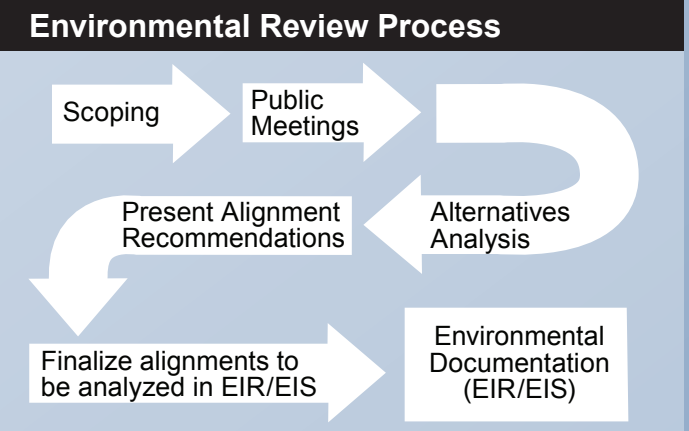 Environmental Review Process
Scoping
Public
Meetings
Alternatives
Analysis
Present Alignment
Recommendations
Finalize alignments to
be analyzed in EIR/EIS
Environmental
Documentation
(EIR/EIS)